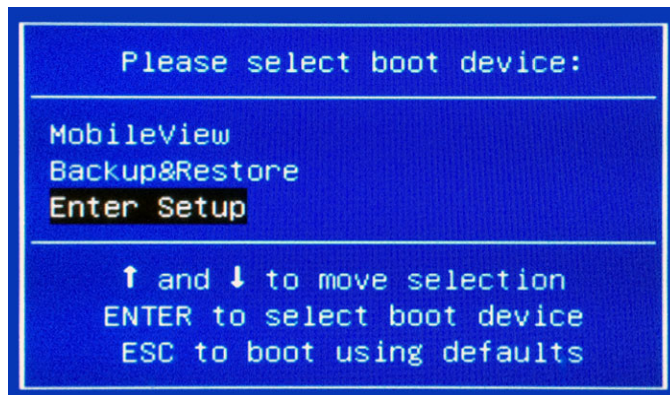 Please select boot device:
MobileView
Backup&Restore
Enter Setup
↑ and ↓ to move selection
ENTER to select boot device
ESC to boot using defaults